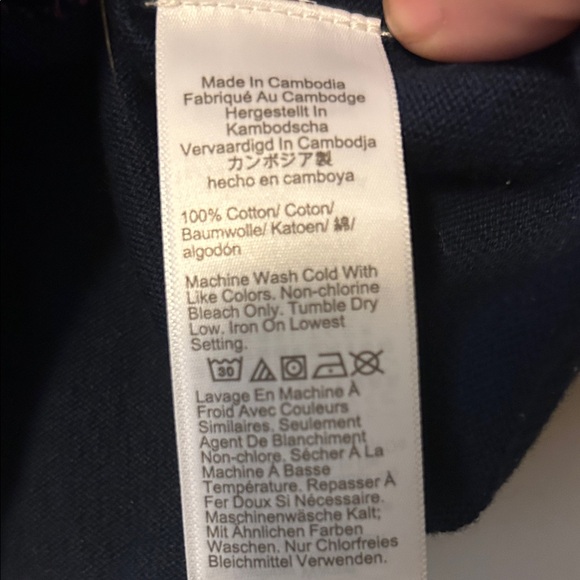 Made In Cambodia
Fabriqué Au Cambodge
Hergestellt In
Kambodscha
Vervaardigd In Cambodja
カンボジア製
hecho en camboya
100% Cotton/ Coton/
Baumwolle/ Katoen/ 綿/
algodón
Machine Wash Cold With
Like Colors. Non-chlorine
Bleach Only. Tumble Dry
Low. Iron On Lowest
Setting.
30
Lavage En Machine À
Froid Avec Couleurs
Similaires. Seulement
Agent De Blanchiment
Non-chlore. Sécher À La
Machine À Basse
Température. Repasser À
Fer Doux Si Nécessaire.
Maschinenwäsche Kalt;
Mit Ähnlichen Farben
Waschen. Nur Chlorfreies
Bleichmittel Verwenden.